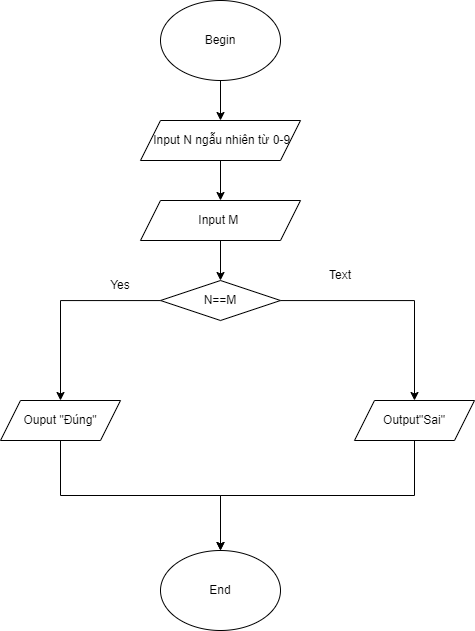 Begin
Input N ngẫu nhiên từ 0-9
Input M
Text
Yes
N==M
Ouput "Đúng"
Output"Sai"
End